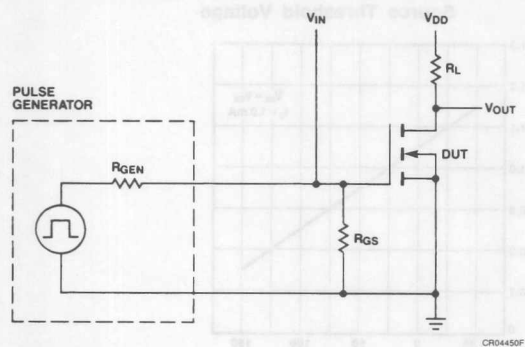 VIN
VDD
RL
PULSE
GENERATOR
VOUT
RGEN
DUT
RGS
CR04450F